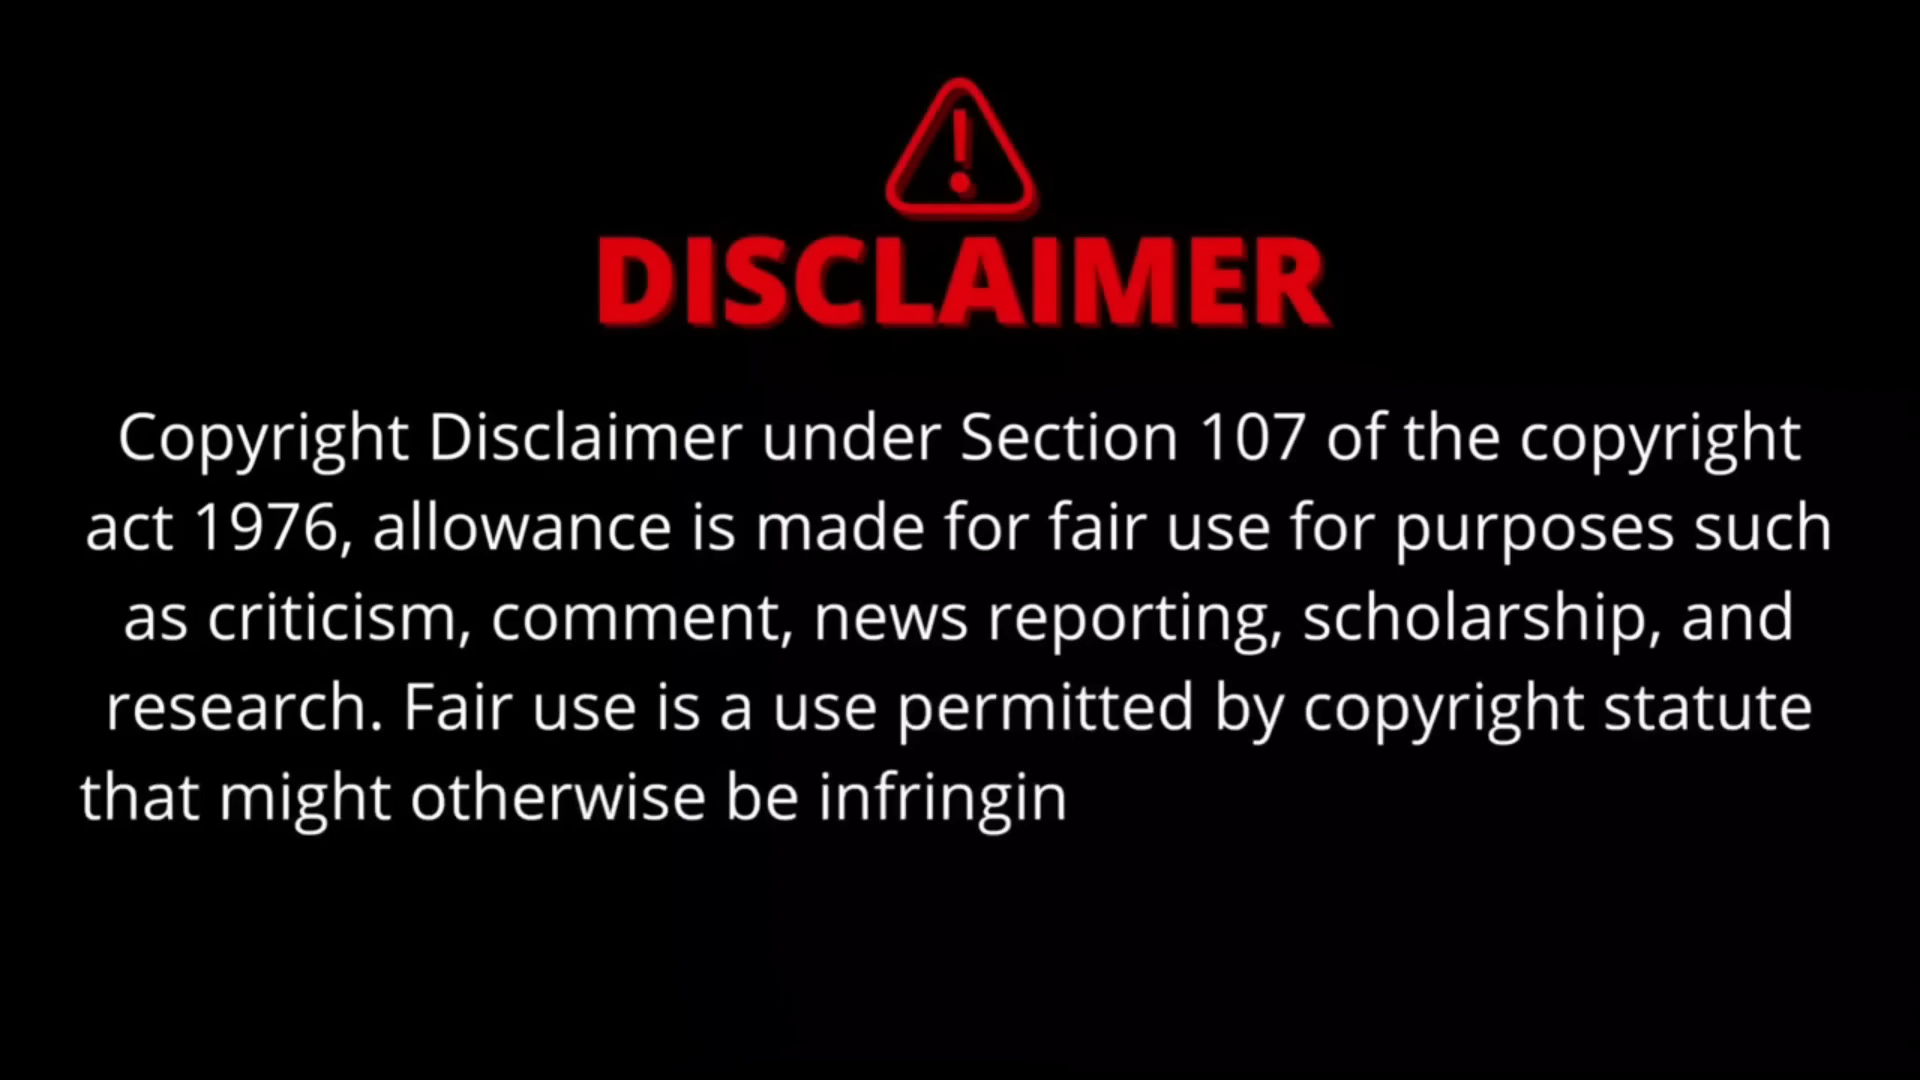 DISCLAIMER
Copyright Disclaimer under Section 107 of the copyright
act 1976, allowance is made for fair use for purposes such
as criticism, comment, news reporting, scholarship, and
research. Fair use is a use permitted by copyright statute
that might otherwise be infringin